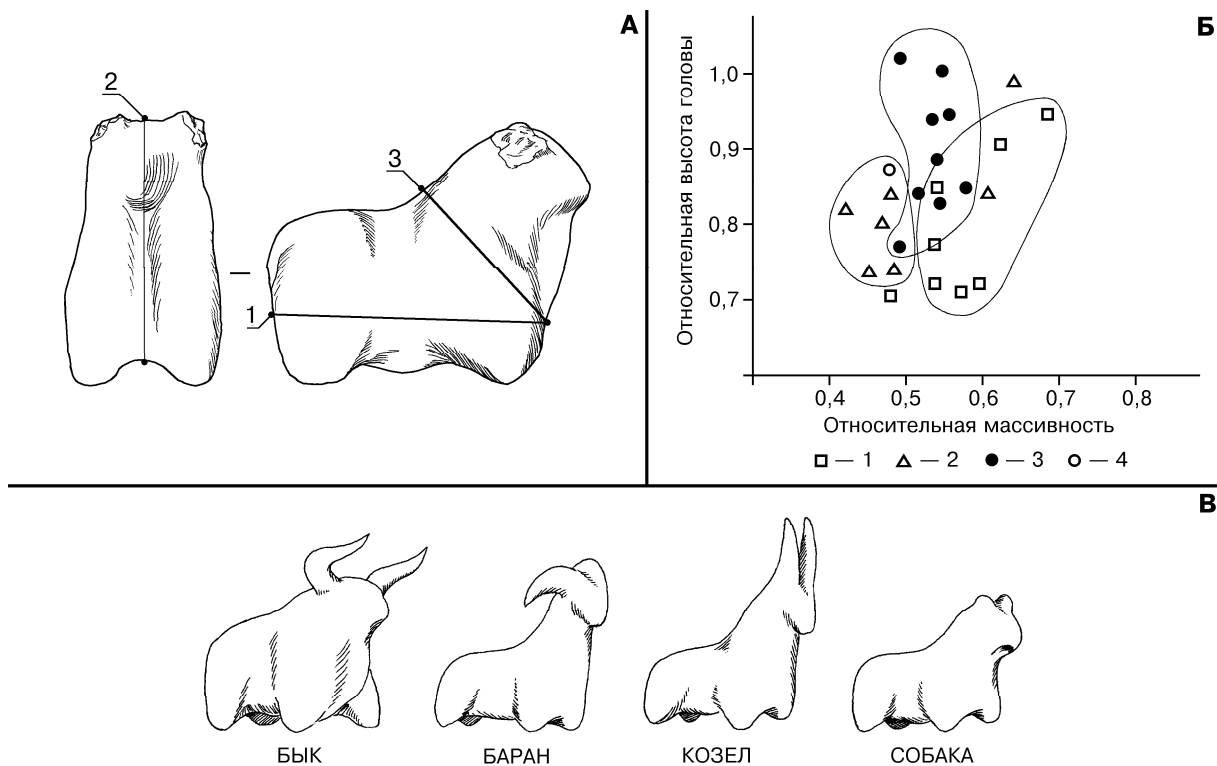 А
2
3
1
Б
Относительная высота головы
1,0
0,9
0,8
0,7
0,4 0,5 0,6 0,7 0,8
Относительная массивность
— 1 — 2 — 3 — 4
В
БЫК БАРАН КОЗЕЛ СОБАКА